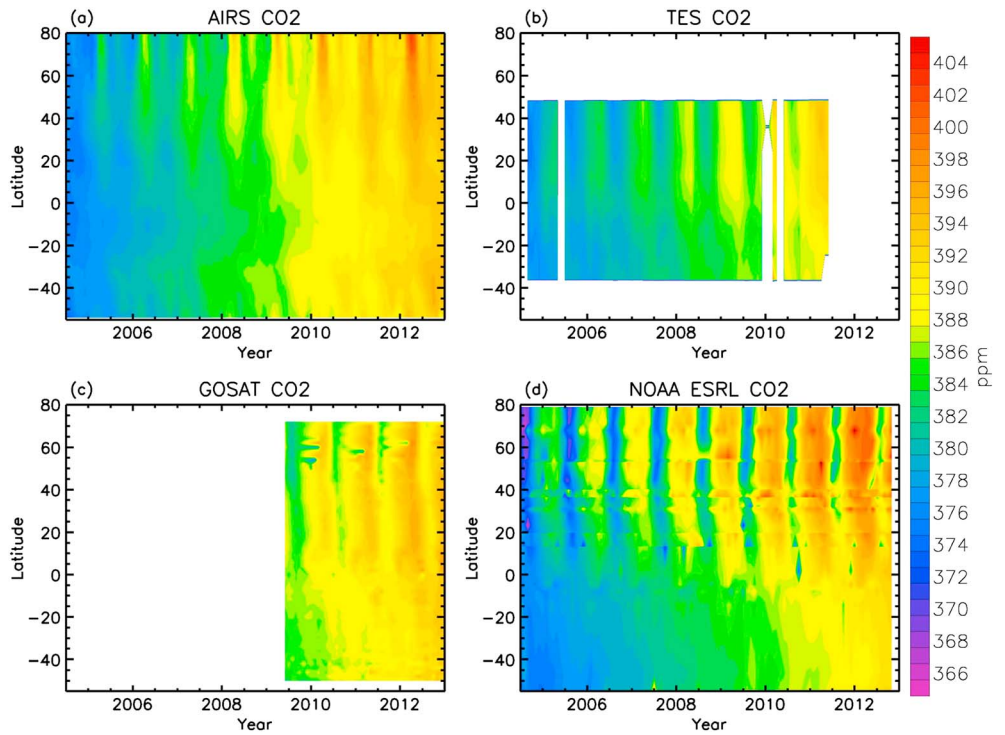 (a) AIRS CO2
80
60
40
20
0
-20
-40
Latitude
2006 2008 2010 2012
Year
(b) TES CO2
80
60
40
20
0
-20
-40
Latitude
2006 2008 2010 2012
Year
(c) GOSAT CO2
80
60
40
20
0
-20
-40
Latitude
2006 2008 2010 2012
Year
(d) NOAA ESRL CO2
80
60
40
20
0
-20
-40
Latitude
2006 2008 2010 2012
Year
404
402
400
398
396
394
392
390
388
386
384
382
380
378
376
374
372
370
368
366
ppm